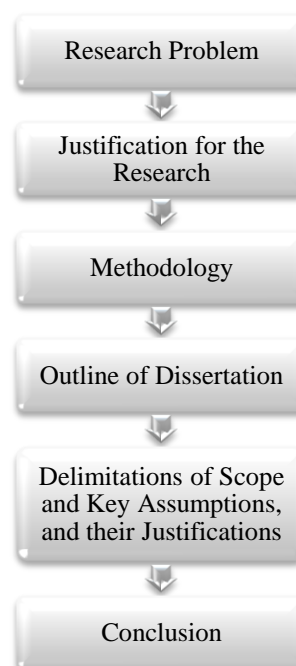 Research Problem
Justification for the
Research
Methodology
Outline of Dissertation
Delimitations of Scope
and Key Assumptions,
and their Justifications
Conclusion